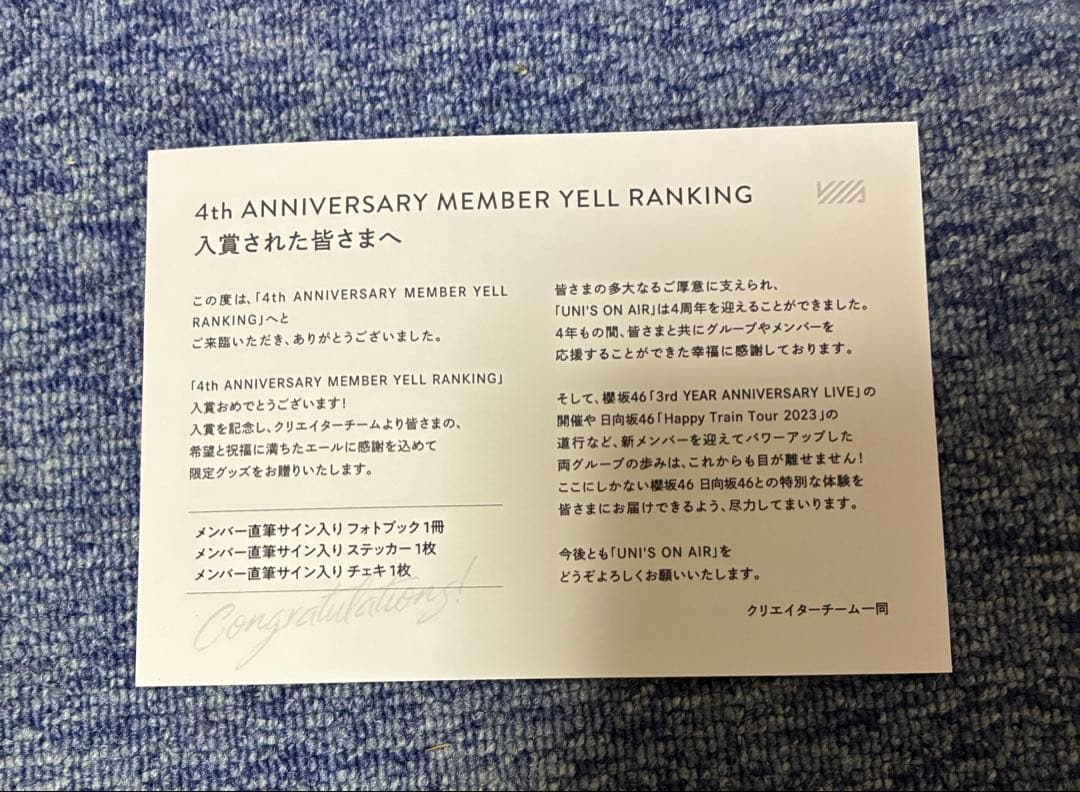 4th ANNIVERSARY MEMBER YELL RANKING
入賞された皆さまへ
この度は、「4th ANNIVERSARY MEMBER YELL
RANKING」へと
ご来臨いただき、ありがとうございました。
「4th ANNIVERSARY MEMBER YELL RANKING」
入賞おめでとうございます!
入賞を記念し、クリエイターチームより皆さまの、
希望と祝福に満ちたエールに感謝を込めて
限定グッズをお贈りいたします。
メンバー直筆サイン入り フォトブック 1冊
メンバー直筆サイン入り ステッカー 1枚
メンバー直筆サイン入り チェキ 1枚
Congratulations!
皆さまの多大なるご厚意に支えられ、
「UNI'S ON AIR」は4周年を迎えることができました。
4年もの間、皆さまと共にグループやメンバーを
応援することができた幸福に感謝しております。
そして、櫻坂46「3rd YEAR ANNIVERSARY LIVE」の
開催や 日向坂46「Happy Train Tour 2023」の
道行など、新メンバーを迎えてパワーアップした
両グループの歩みは、これからも目が離せません!
ここにしかない櫻坂46 日向坂46との特別な体験を
皆さまにお届けできるよう、尽力してまいります。
今後とも「UNI'S ON AIR」を
どうぞよろしくお願いいたします。
クリエイターチーム一同